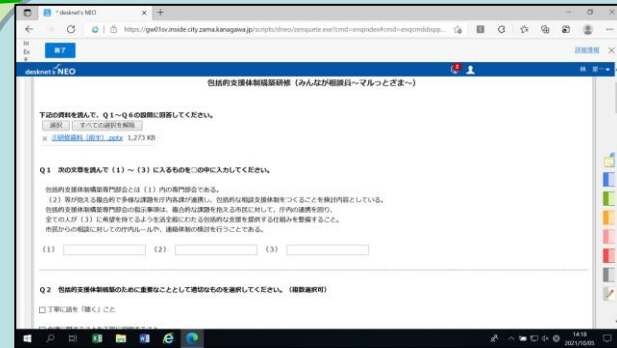 desknet's NEO
https://gw01sv.inside.city.zama.kanagawa.jp/scripts/dneo/zenquete.exe?cmd=enqindex#cmd=enqcmddisp...
終了
詳細情報
desknet's NEO
包括的支援体制構築研修（みんなが相談員～マルっとざま～）
下記の資料を読んで、Q１～Q６の設問に回答してください。
選択 すべての選択を解除
1,273 KB
Q１ 次の文章を読んで（１）～（３）に入るものを□の中に入力してください。
包括的支援体制構築専門部会とは（１）内の専門部会である。
（２）等が抱える複合的で多様な課題を庁内各課が連携し、包括的な相談支援体制をつくることを検討内容としている。
包括的支援体制構築専門部会の指示事項は、複合的な課題を抱える市民に対して、庁内の連携を図り、
全ての人が（３）に希望を持てるよう生活全般にわたる包括的な支援を提供する仕組みを整備すること。
市民からの相談に対しての庁内ルールや、連絡体制の検討を行うことである。
（１） （２） （３）
Q２ 包括的支援体制構築のために重要なこととして適切なものを選択してください。（複数選択可）
丁寧に話を「聴く」こと
14:18
2021/10/05